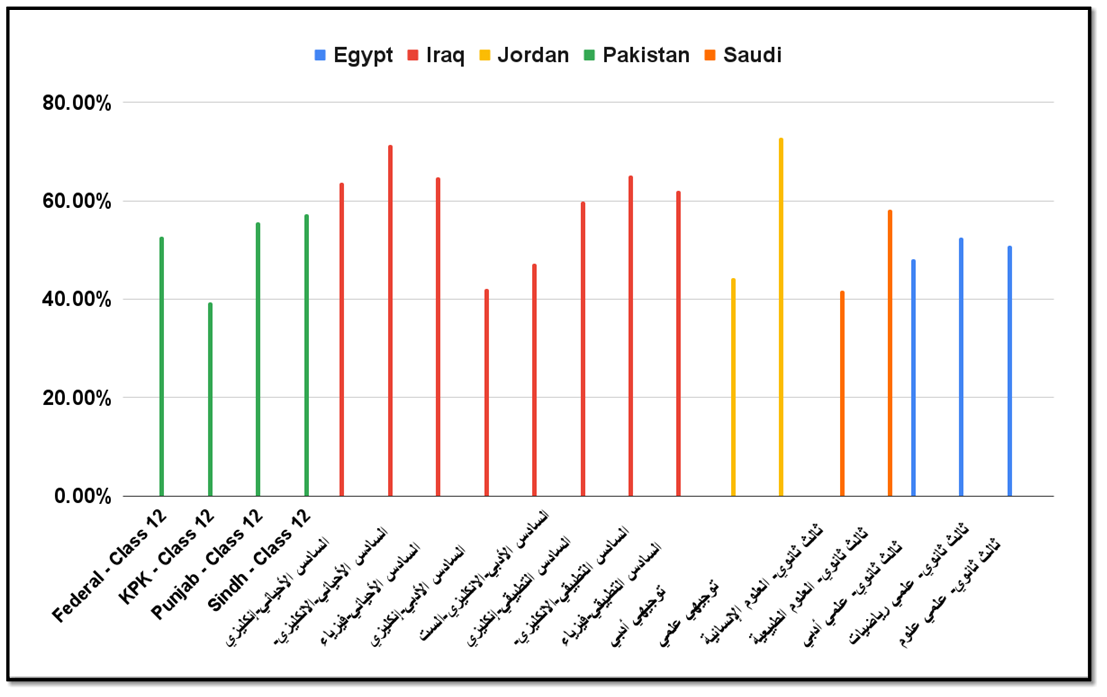 Egypt Iraq Jordan Pakistan Saudi
80.00%
60.00%
40.00%
20.00%
0.00%
Federal - Class 12
KPK - Class 12
Punjab - Class 12
Sindh - Class 12
السادس الأحيائي-إنكليزي
السادس الأحيائي-الانكليزي-
السادس الأحيائي-فيزياء
السادس الأدبي-إنكليزي
السادس الأدبي-الانكليزي-الست
السادس التطبيقي-إنكليزي
السادس التطبيقي-الانكليزي-
السادس التطبيقي-فيزياء
توجيهي أدبي
توجيهي علمي
ثالث ثانوي- العلوم الإنسانية
ثالث ثانوي- العلوم الطبيعية
ثالث ثانوي- علمي أدبي
ثالث ثانوي- علمي رياضيات
ثالث ثانوي- علمي علوم